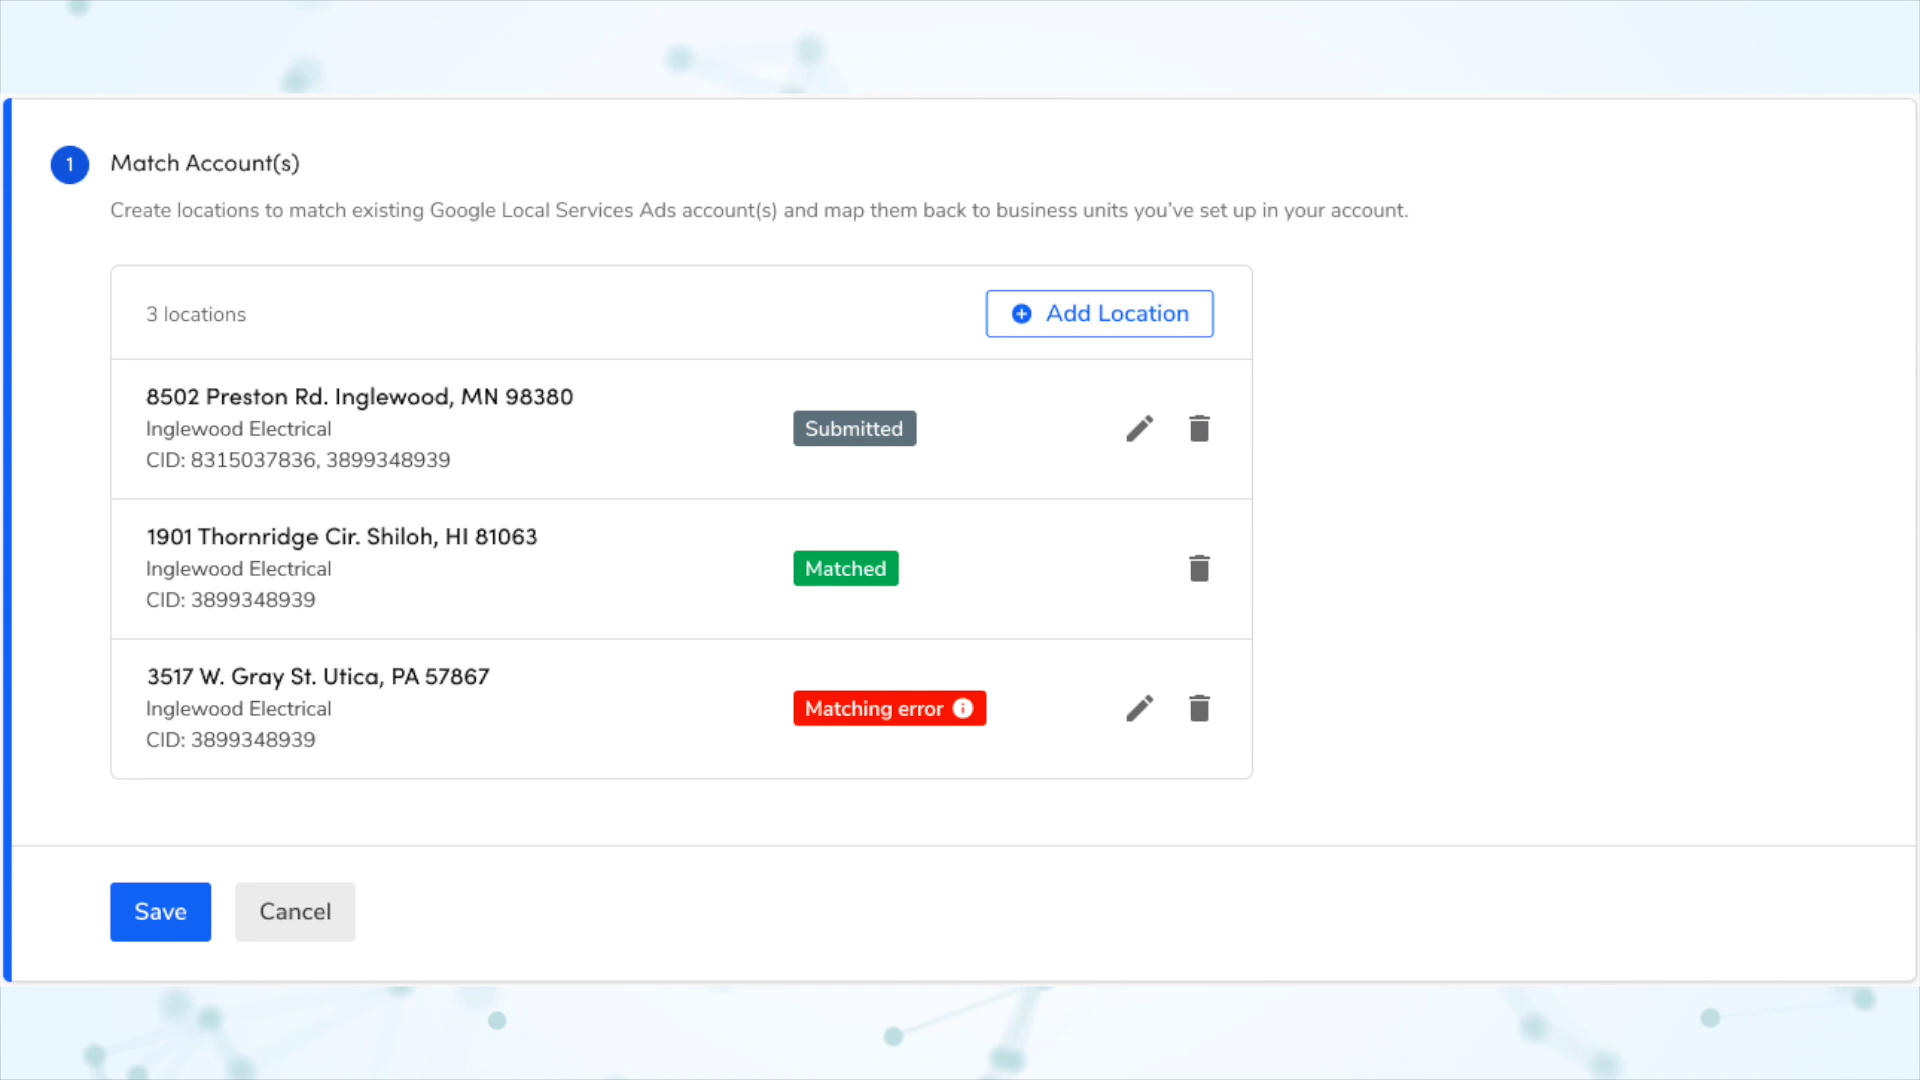 1
Match Account(s)
Create locations to match existing Google Local Services Ads account(s) and map them back to business units you've set up in your account.
3 locations
Add Location
8502 Preston Rd. Inglewood, MN 98380
Inglewood Electrical
CID: 8315037836, 3899348939
Submitted
1901 Thornridge Cir. Shiloh, HI 81063
Inglewood Electrical
CID: 3899348939
Matched
3517 W. Gray St. Utica, PA 57867
Inglewood Electrical
CID: 3899348939
Matching error
Save
Cancel